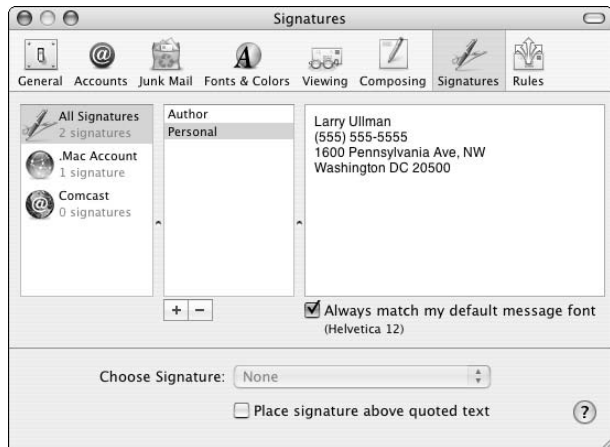 Signatures
General Accounts Junk Mail Fonts & Colors Viewing Composing Signatures Rules
All Signatures
2 signatures
.Mac Account
1 signature
Comcast
0 signatures
Author
Personal
Larry Ullman
(555) 555-5555
1600 Pennsylvania Ave, NW
Washington DC 20500
+ −
Always match my default message font
(Helvetica 12)
Choose Signature: None
Place signature above quoted text
?